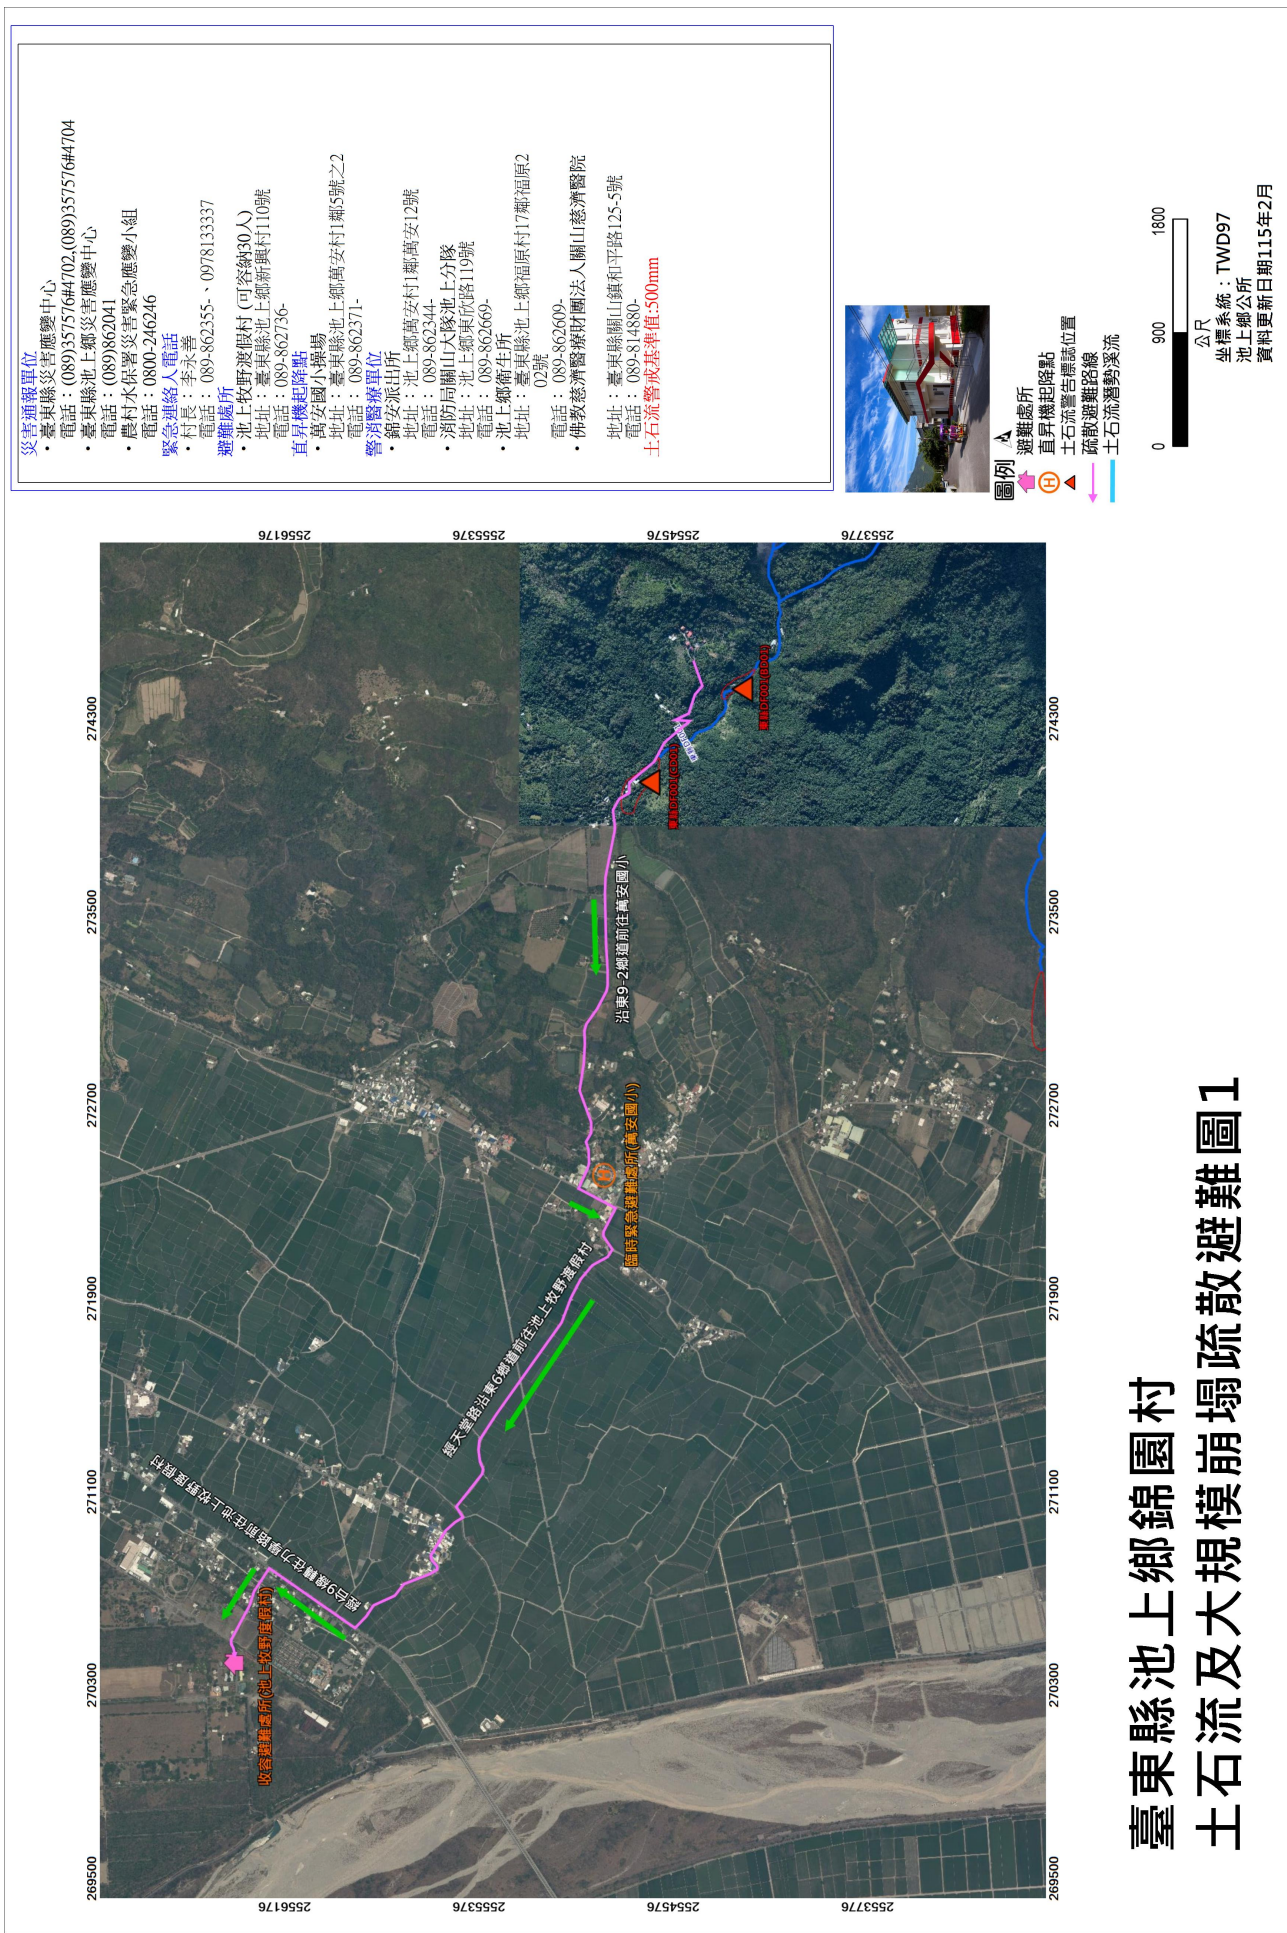 臺東縣池上鄉錦園村
土石流及大規模崩塌疏散避難圖1
災害通報單位
・臺東縣災害應變中心
電話：(089)357576#4702,(089)357576#4704
・臺東縣池上鄉災害應變中心
電話：(089)862041
・農村水保署災害緊急應變小組
電話：0800-246246
緊急連絡人電話
・村長：李永善
電話：089-862355-、0978133337
避難處所
・池上牧野渡假村 (可容納30人)
地址：臺東縣池上鄉新興村110號
電話：089-862736-
直昇機起降點
・萬安國小操場
地址：臺東縣池上鄉萬安村1鄰5號之2
電話：089-862371-
警消醫療單位
・錦安派出所
地址：池上鄉萬安村1鄰萬安12號
電話：089-862344-
・消防局關山大隊池上分隊
地址：池上鄉東欣路119號
電話：089-862669-
・池上鄉衛生所
地址：臺東縣池上鄉福原村17鄰福原2
02號
電話：089-862609-
・佛教慈濟醫療財團法人關山慈濟醫院
地址：臺東縣關山鎮和平路125-5號
電話：089-814880-
土石流警戒基準值:500mm
圖例
避難處所
直昇機起降點
土石流警告標誌位置
疏散避難路線
土石流潛勢溪流
0 900 1800
公尺
坐標系統：TWD97
池上鄉公所
資料更新日期115年2月
269500 270300 271100 271900 272700 273500 274300
2556176
2555376
2554576
2553776
收容避難處所(池上牧野度假村)
經台9線轉往力學路前往池上牧野度假村
經天堂路沿東6鄉道前往池上牧野渡假村
臨時緊急避難處所(萬安國小)
H
沿東9-2鄉道前往萬安國小
2556176
2555376
2554576
2553776
269500 270300 271100 271900 272700 273500 274300